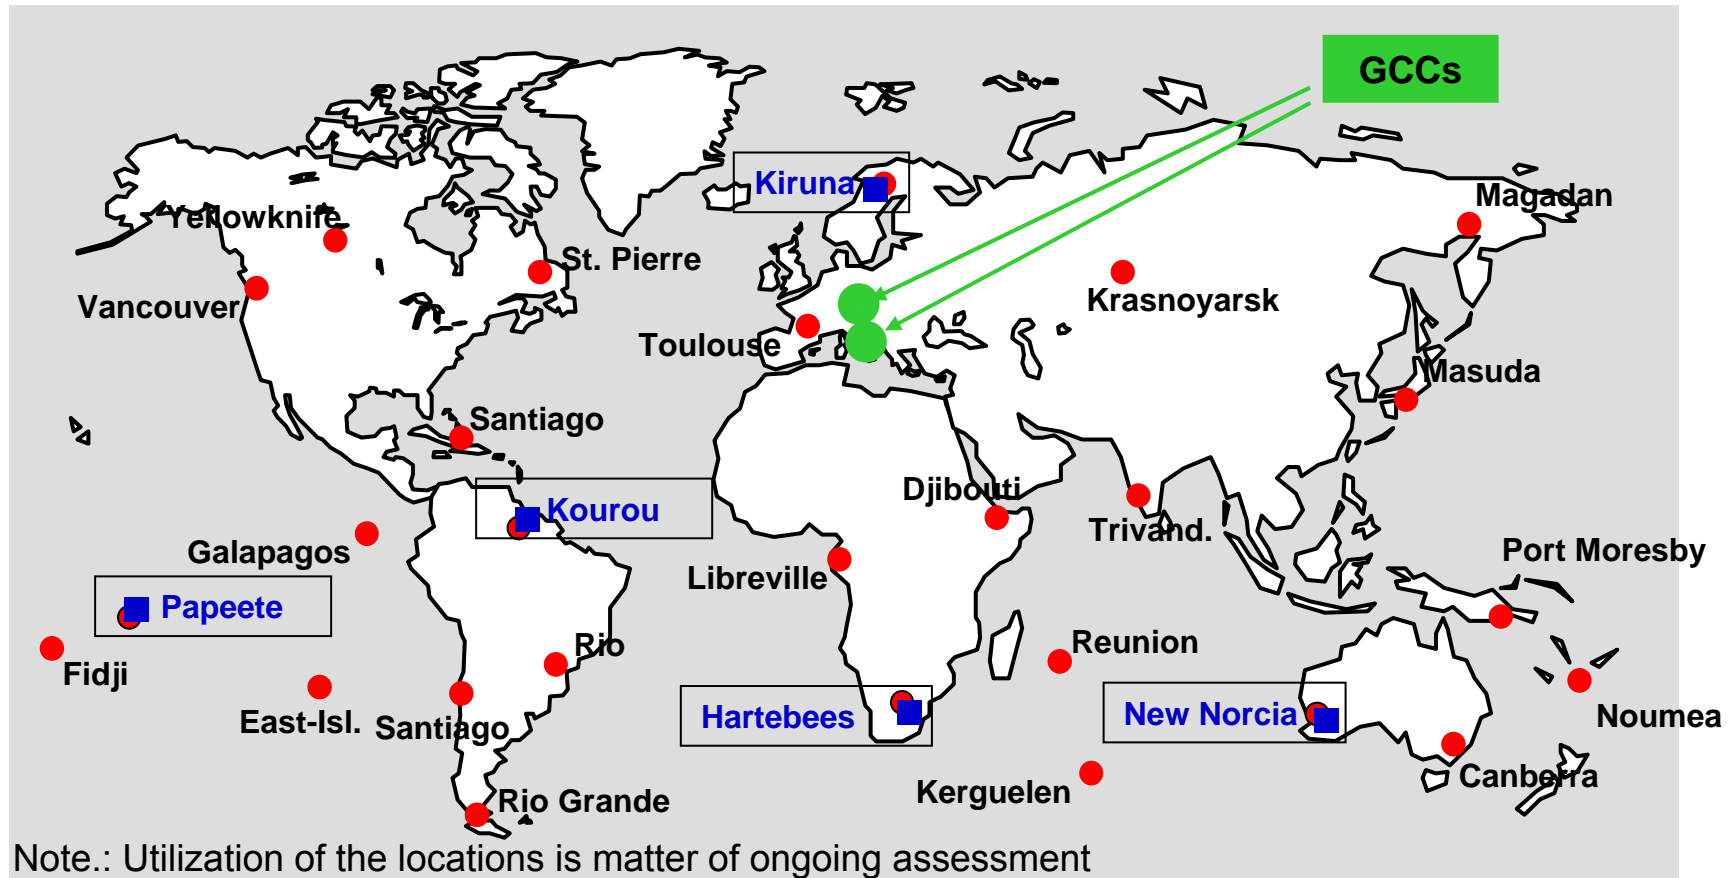 GCCs
Kiruna
Magadan
Yellowknife
St. Pierre
Krasnoyarsk
Vancouver
Toulouse
Masuda
Santiago
Djibouti
Kourou
Trivand.
Galapagos
Port Moresby
Libreville
Papeete
Rio
Reunion
Fidji
East-Isl.
Santiago
Hartebees
New Norcia
Noumea
Canberra
Kerguelen
Rio Grande
Note.: Utilization of the locations is matter of ongoing assessment